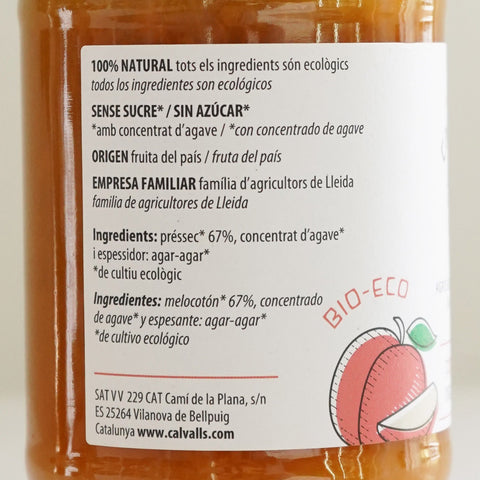 100% NATURAL tots els ingredients són ecològics
todos los ingredientes son ecológicos
SENSE SUCRE* / SIN AZÚCAR*
*amb concentrat d'agave / *con concentrado de agave
ORIGEN fruita del país / fruta del país
EMPRESA FAMILIAR família d'agricultors de Lleida
familia de agricultores de Lleida
Ingredients: préssec* 67%, concentrat d'agave*
i espessidor: agar-agar*
*de cultiu ecològic
Ingredientes: melocotón* 67%, concentrado
de agave* y espesante: agar-agar*
*de cultivo ecológico
BIO-ECO
SAT VV 229 CAT Camí de la Plana, s/n
ES 25264 Vilanova de Bellpuig
Catalunya www.calvalls.com